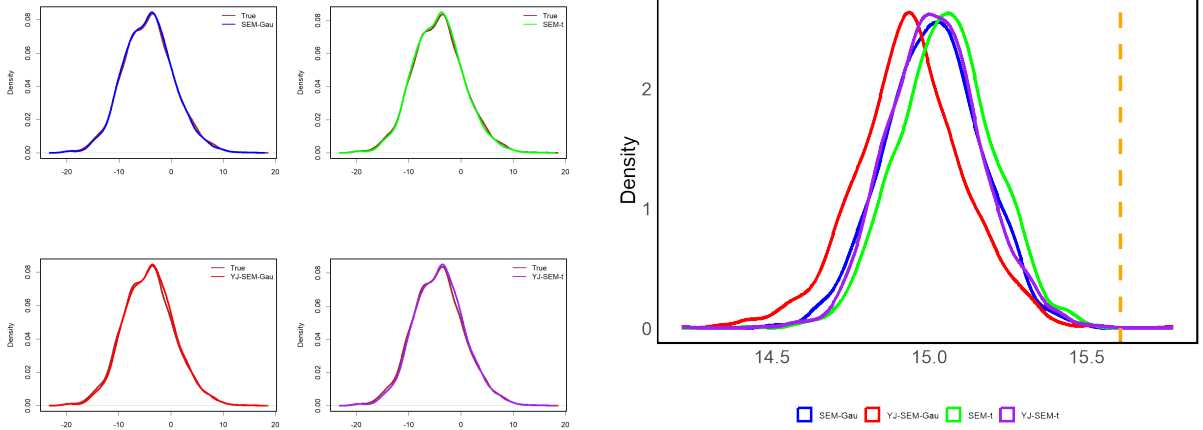 True
SEM-Gau
Density
0.00 0.02 0.04 0.06 0.08
-20 -10 0 10 20
True
SEM-t
Density
0.00 0.02 0.04 0.06 0.08
-20 -10 0 10 20
True
YJ-SEM-Gau
Density
0.00 0.02 0.04 0.06 0.08
-20 -10 0 10 20
True
YJ-SEM-t
Density
0.00 0.02 0.04 0.06 0.08
-20 -10 0 10 20
Density
2
1
0
14.5 15.0 15.5
SEM-Gau YJ-SEM-Gau SEM-t YJ-SEM-t